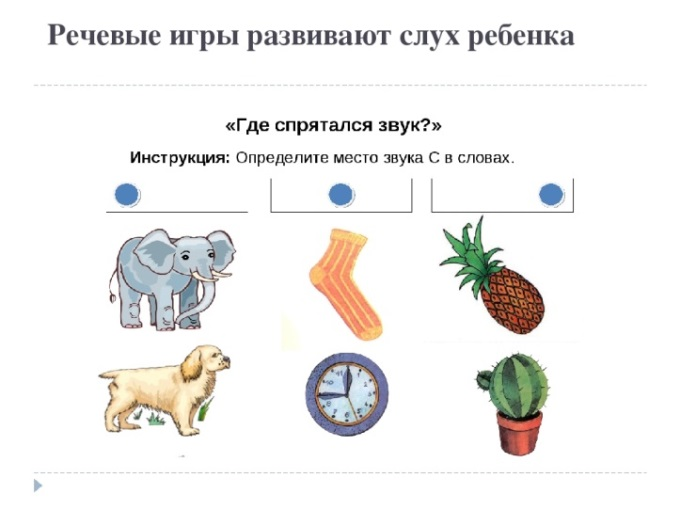 Речевые игры развивают слух ребенка
«Где спрятался звук?»
Инструкция: Определите место звука С в словах.